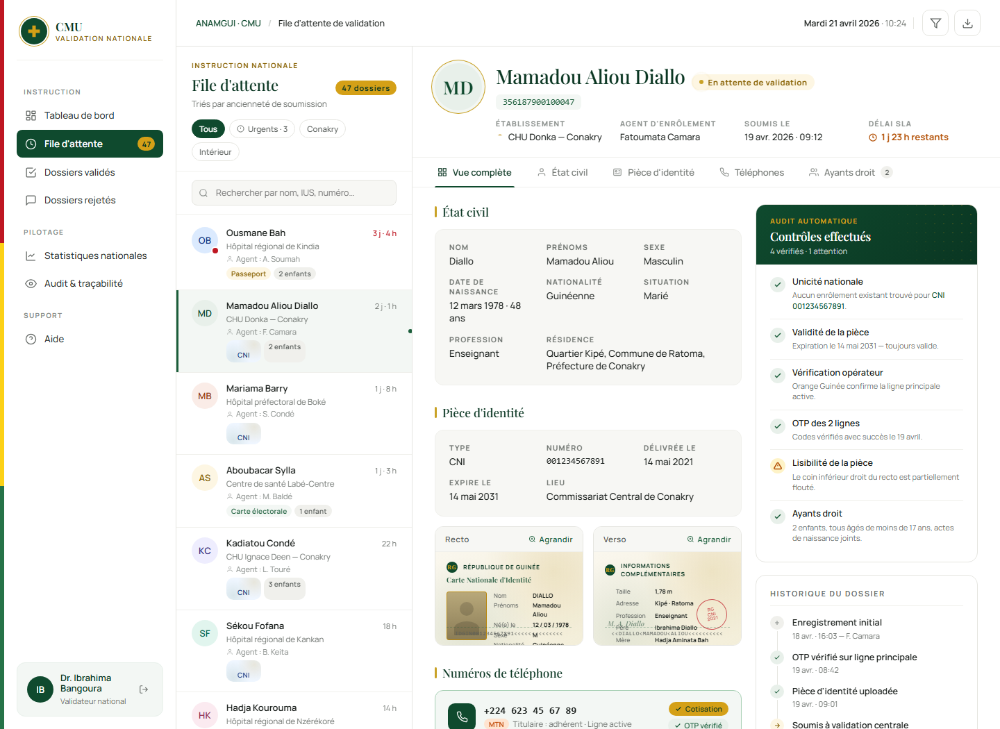 CMU
VALIDATION NATIONALE
INSTRUCTION
Tableau de bord
File d'attente 47
Dossiers validés
Dossiers rejetés
PILOTAGE
Statistiques nationales
Audit & traçabilité
SUPPORT
Aide
IB
Dr. Ibrahima
Bangoura
Validateur national
ANAMGUI · CMU / File d'attente de validation
Mardi 21 avril 2026 · 10:24
INSTRUCTION NATIONALE
File d'attente
47 dossiers
Triés par ancienneté de soumission
Tous
Urgents · 3
Conakry
Intérieur
Rechercher par nom, IUS, numéro...
OB
Ousmane Bah 3 j · 4 h
Hôpital régional de Kindia
Agent : A. Soumah
Passeport 2 enfants
MD
Mamadou Aliou Diallo 2 j · 1 h
CHU Donka — Conakry
Agent : F. Camara
CNI 2 enfants
MB
Mariama Barry 1 j · 8 h
Hôpital préfectoral de Boké
Agent : S. Condé
CNI
AS
Aboubacar Sylla 1 j · 3 h
Centre de santé Labé-Centre
Agent : M. Baldé
Carte électorale 1 enfant
KC
Kadiatou Condé 22 h
CHU Ignace Deen — Conakry
Agent : L. Touré
CNI 3 enfants
SF
Sékou Fofana 18 h
Hôpital régional de Kankan
Agent : B. Keita
CNI
HK
Hadja Kourouma 14 h
Hôpital régional de Nzérékoré
MD
Mamadou Aliou Diallo
En attente de validation
356187900100047
ÉTABLISSEMENT
CHU Donka — Conakry
AGENT D'ENRÔLEMENT
Fatoumata Camara
SOUMIS LE
19 avr. 2026 · 09:12
DÉLAI SLA
1 j 23 h restants
Vue complète
État civil
Pièce d'identité
Téléphones
Ayants droit 2
État civil
NOM
Diallo
PRÉNOMS
Mamadou Aliou
SEXE
Masculin
DATE DE
NAISSANCE
12 mars 1978 · 48
ans
NATIONALITÉ
Guinéenne
SITUATION
Marié
PROFESSION
Enseignant
RÉSIDENCE
Quartier Kipé, Commune de Ratoma,
Préfecture de Conakry
Pièce d'identité
TYPE
CNI
NUMÉRO
001234567891
DÉLIVRÉE LE
14 mai 2021
EXPIRE LE
14 mai 2031
LIEU
Commissariat Central de Conakry
Recto
Agrandir
RG
RÉPUBLIQUE DE GUINÉE
Carte Nationale d'Identité
Nom DIALLO
Prénoms Mamadou
Aliou
Né(e) le 12 / 03 / 1978
Sexe M
Nationalité Guinéenne
Verso
Agrandir
RG
INFORMATIONS
COMPLÉMENTAIRES
Taille 1,78 m
Adresse Kipé · Ratoma
Profession Enseignant
Père Ibrahima Diallo
Mère Hadja Aminata Bah
M. A. Diallo
RG
CNI
2021
<<DIALLO<MAMADOU<ALIOU<<<<<<<<<<
Numéros de téléphone
+224 623 45 67 89
MTN Titulaire : adhérent · Ligne active
Cotisation
OTP vérifié
AUDIT AUTOMATIQUE
Contrôles effectués
4 vérifiés · 1 attention
Unicité nationale
Aucun enrôlement existant trouvé pour CNI
001234567891.
Validité de la pièce
Expiration le 14 mai 2031 — toujours valide.
Vérification opérateur
Orange Guinée confirme la ligne principale
active.
OTP des 2 lignes
Codes vérifiés avec succès le 19 avril.
Lisibilité de la pièce
Le coin inférieur droit du recto est partiellement
flouté.
Ayants droit
2 enfants, tous âgés de moins de 17 ans, actes
de naissance joints.
HISTORIQUE DU DOSSIER
Enregistrement initial
18 avr. · 16:03 — F. Camara
OTP vérifié sur ligne principale
19 avr. · 08:42
Pièce d'identité uploadée
19 avr. · 09:01
Soumis à validation centrale